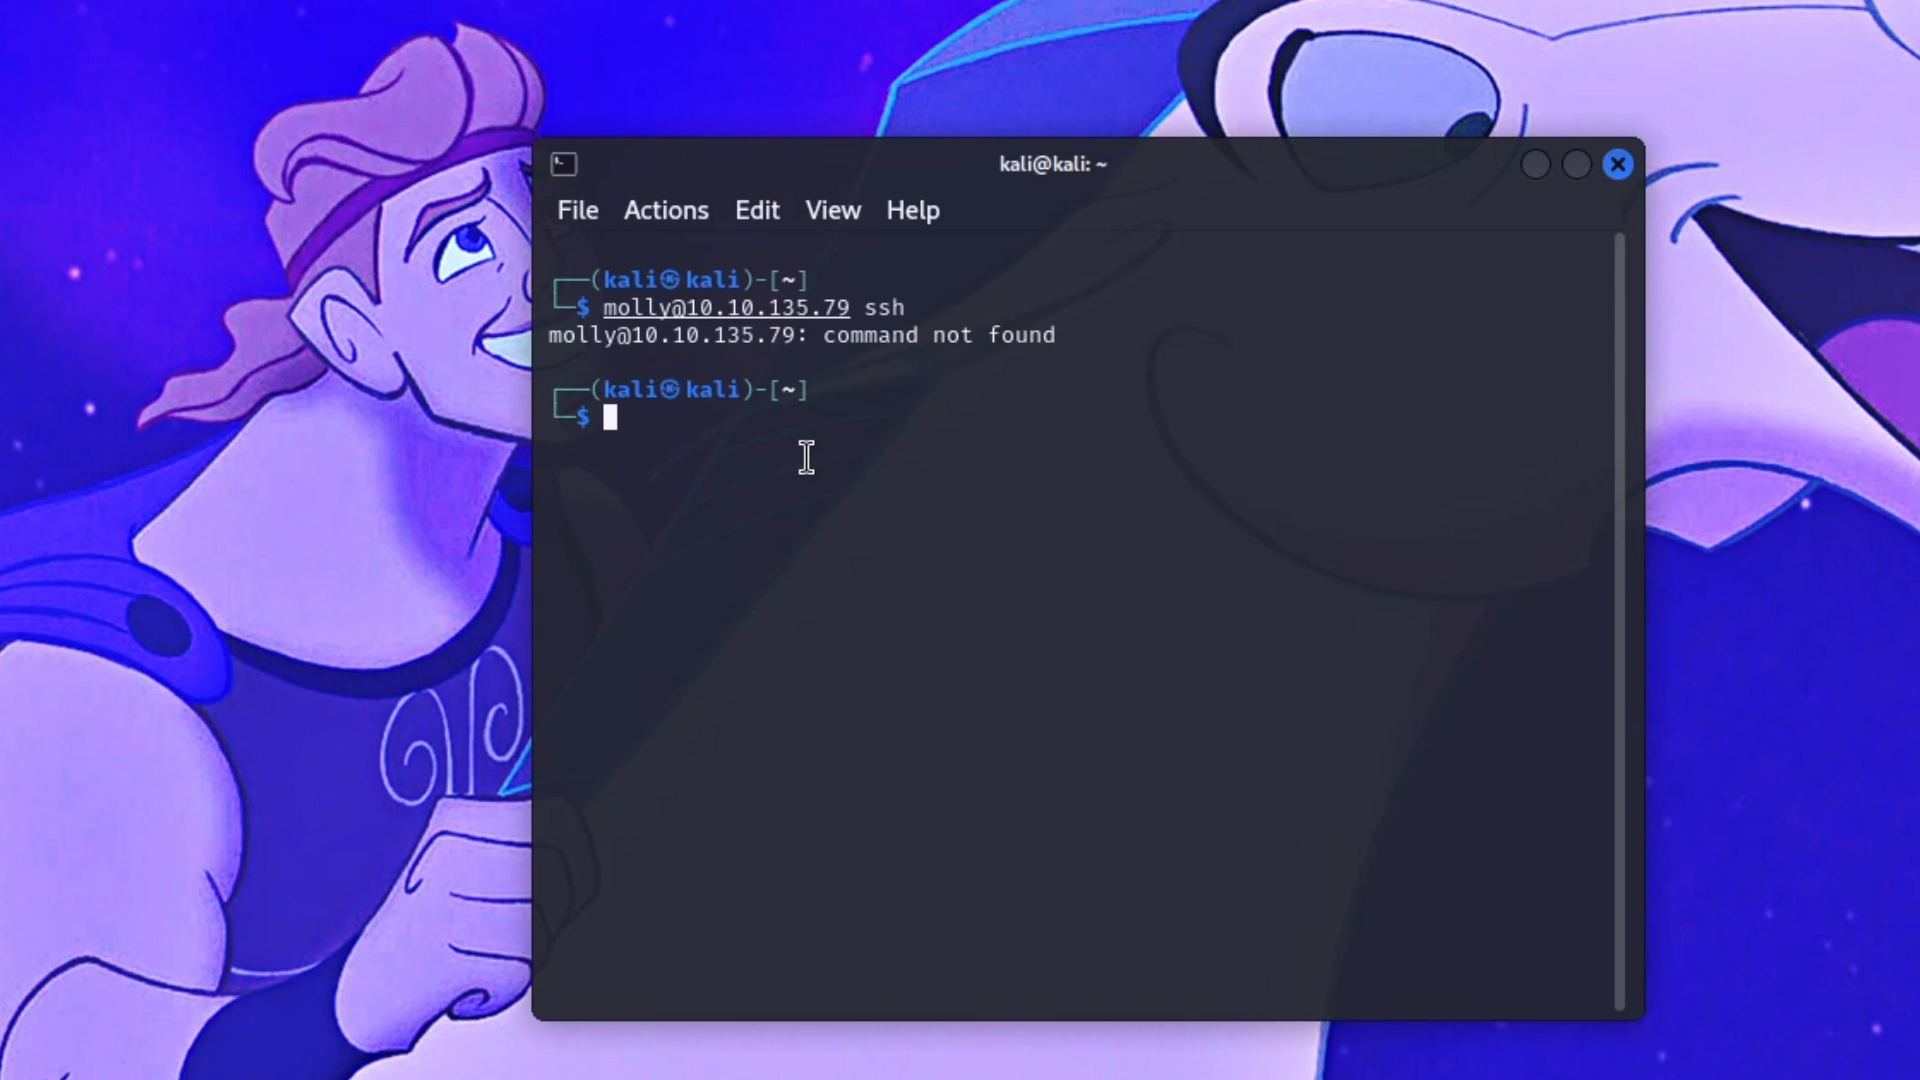 kali@kali: ~
File Actions Edit View Help
┌──(kali㉿kali)-[~]
└─$ molly@10.10.135.79 ssh
molly@10.10.135.79: command not found
┌──(kali㉿kali)-[~]
└─$